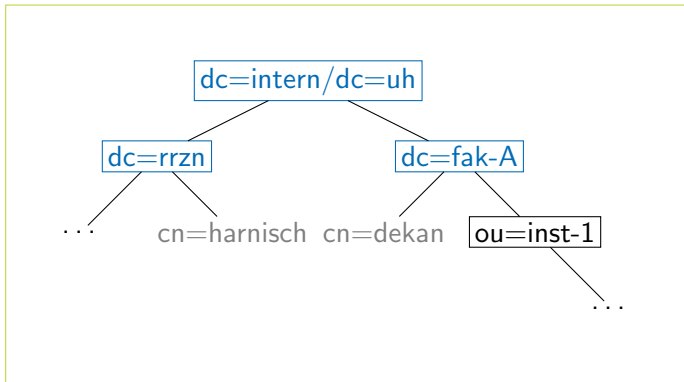 dc=intern/dc=uh
dc=rrzn
dc=fak-A
...
cn=harnisch
cn=dekan
ou=inst-1
...